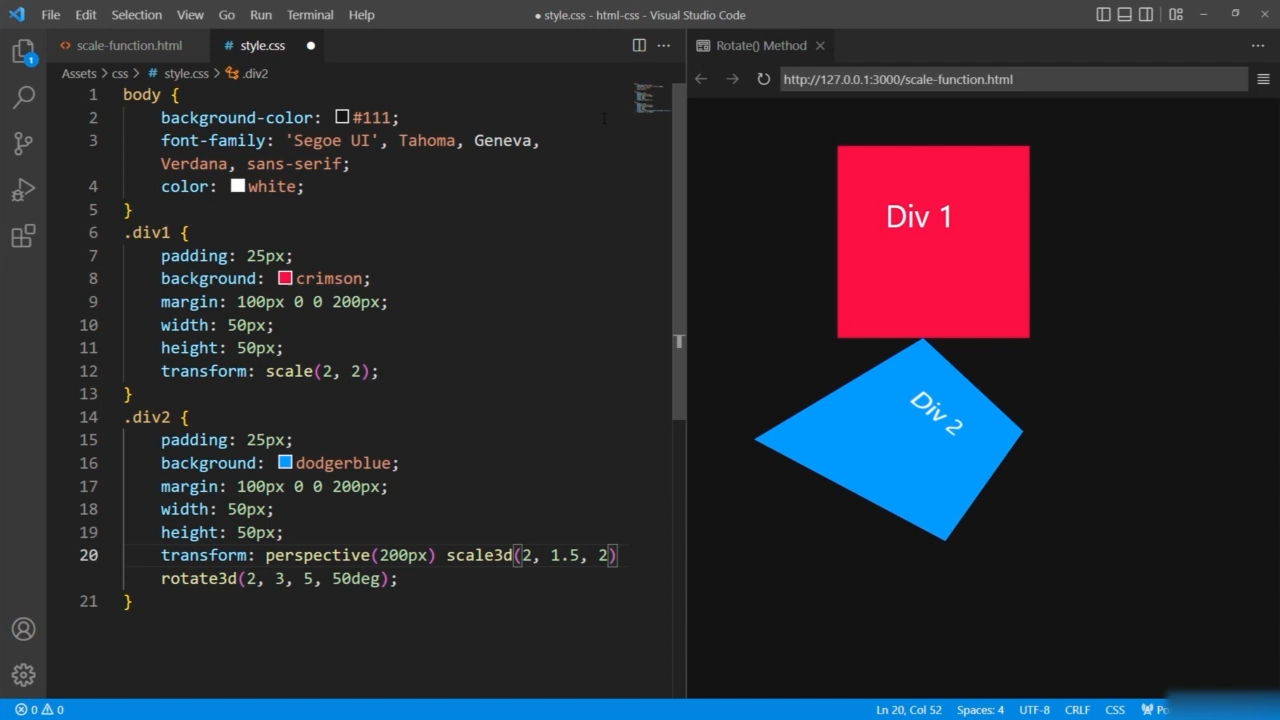 File Edit Selection View Go Run Terminal Help
● style.css - html-css - Visual Studio Code
scale-function.html
# style.css ●
Rotate() Method
Assets > css > # style.css > .div2
http://127.0.0.1:3000/scale-function.html
1 body {
2 background-color: #111;
3 font-family: 'Segoe UI', Tahoma, Geneva,
Verdana, sans-serif;
4 color: white;
5 }
6 .div1 {
7 padding: 25px;
8 background: crimson;
9 margin: 100px 0 0 200px;
10 width: 50px;
11 height: 50px;
12 transform: scale(2, 2);
13 }
14 .div2 {
15 padding: 25px;
16 background: dodgerblue;
17 margin: 100px 0 0 200px;
18 width: 50px;
19 height: 50px;
20 transform: perspective(200px) scale3d(2, 1.5, 2)
rotate3d(2, 3, 5, 50deg);
21 }
Div 1
Div 2
1
0 0
Ln 20, Col 52 Spaces: 4 UTF-8 CRLF CSS